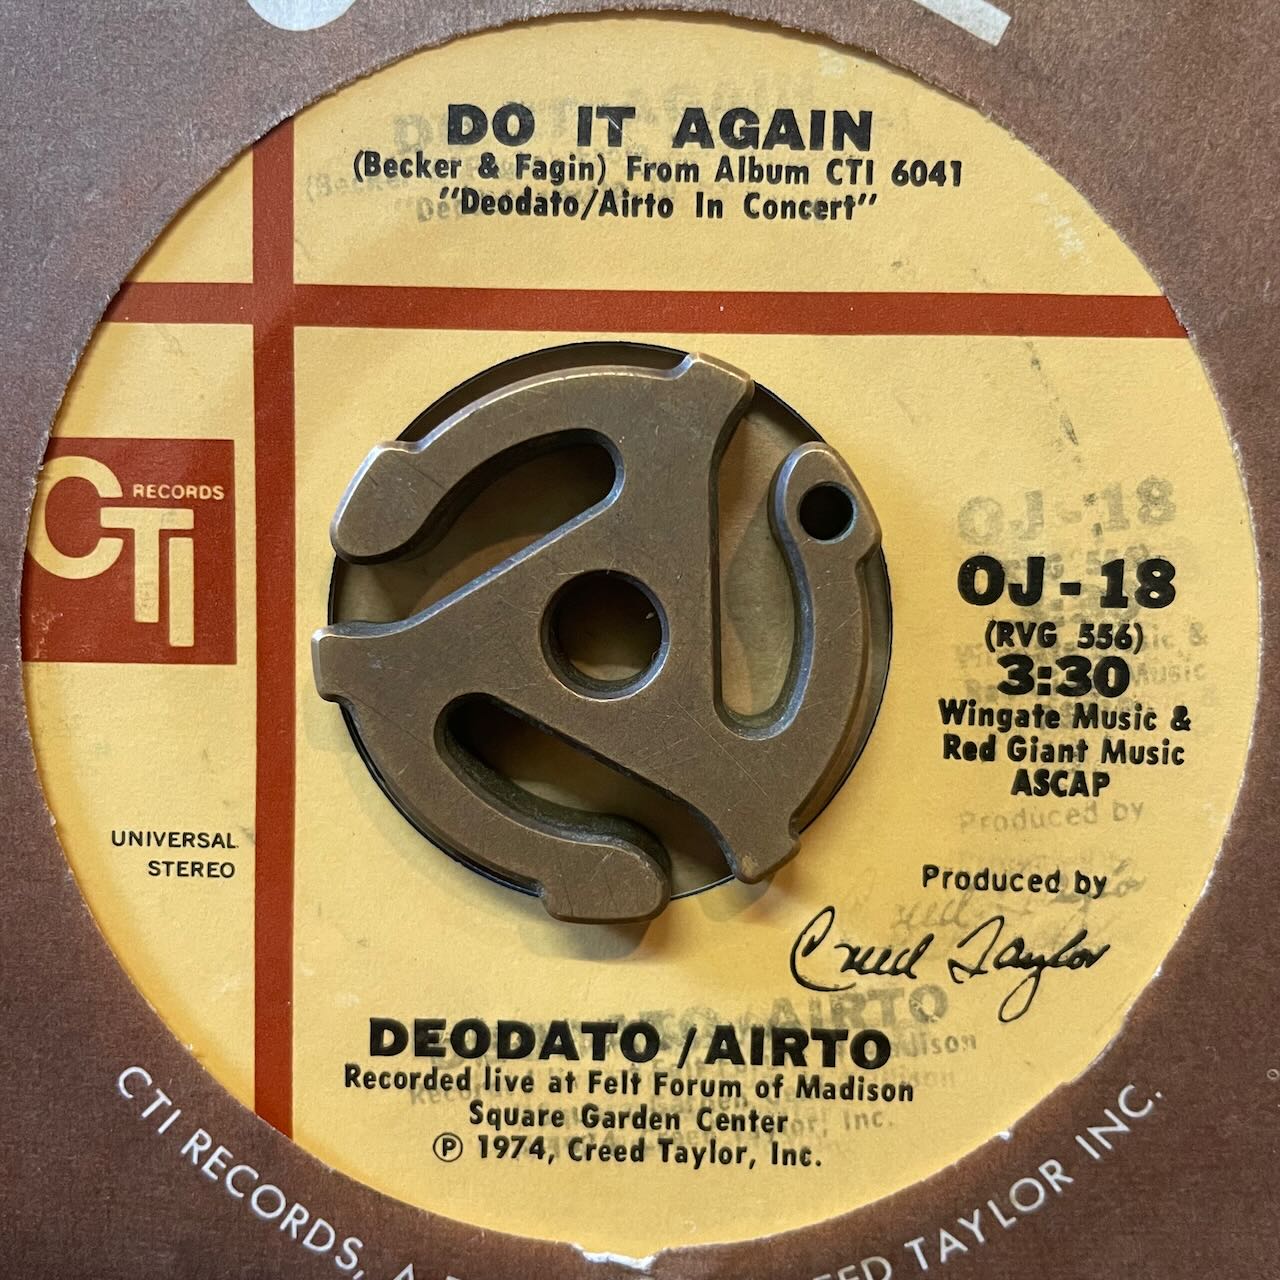 DO IT AGAIN
(Becker & Fagin) From Album CTI 6041
"Deodato/Airto In Concert"
CTI RECORDS
OJ-18
(RVG 556)
3:30
Wingate Music &
Red Giant Music
ASCAP
UNIVERSAL
STEREO
Produced by
Creed Taylor
DEODATO/AIRTO
Recorded live at Felt Forum of Madison
Square Garden Center
℗ 1974, Creed Taylor, Inc.
CTI RECORDS, TAYLOR INC.